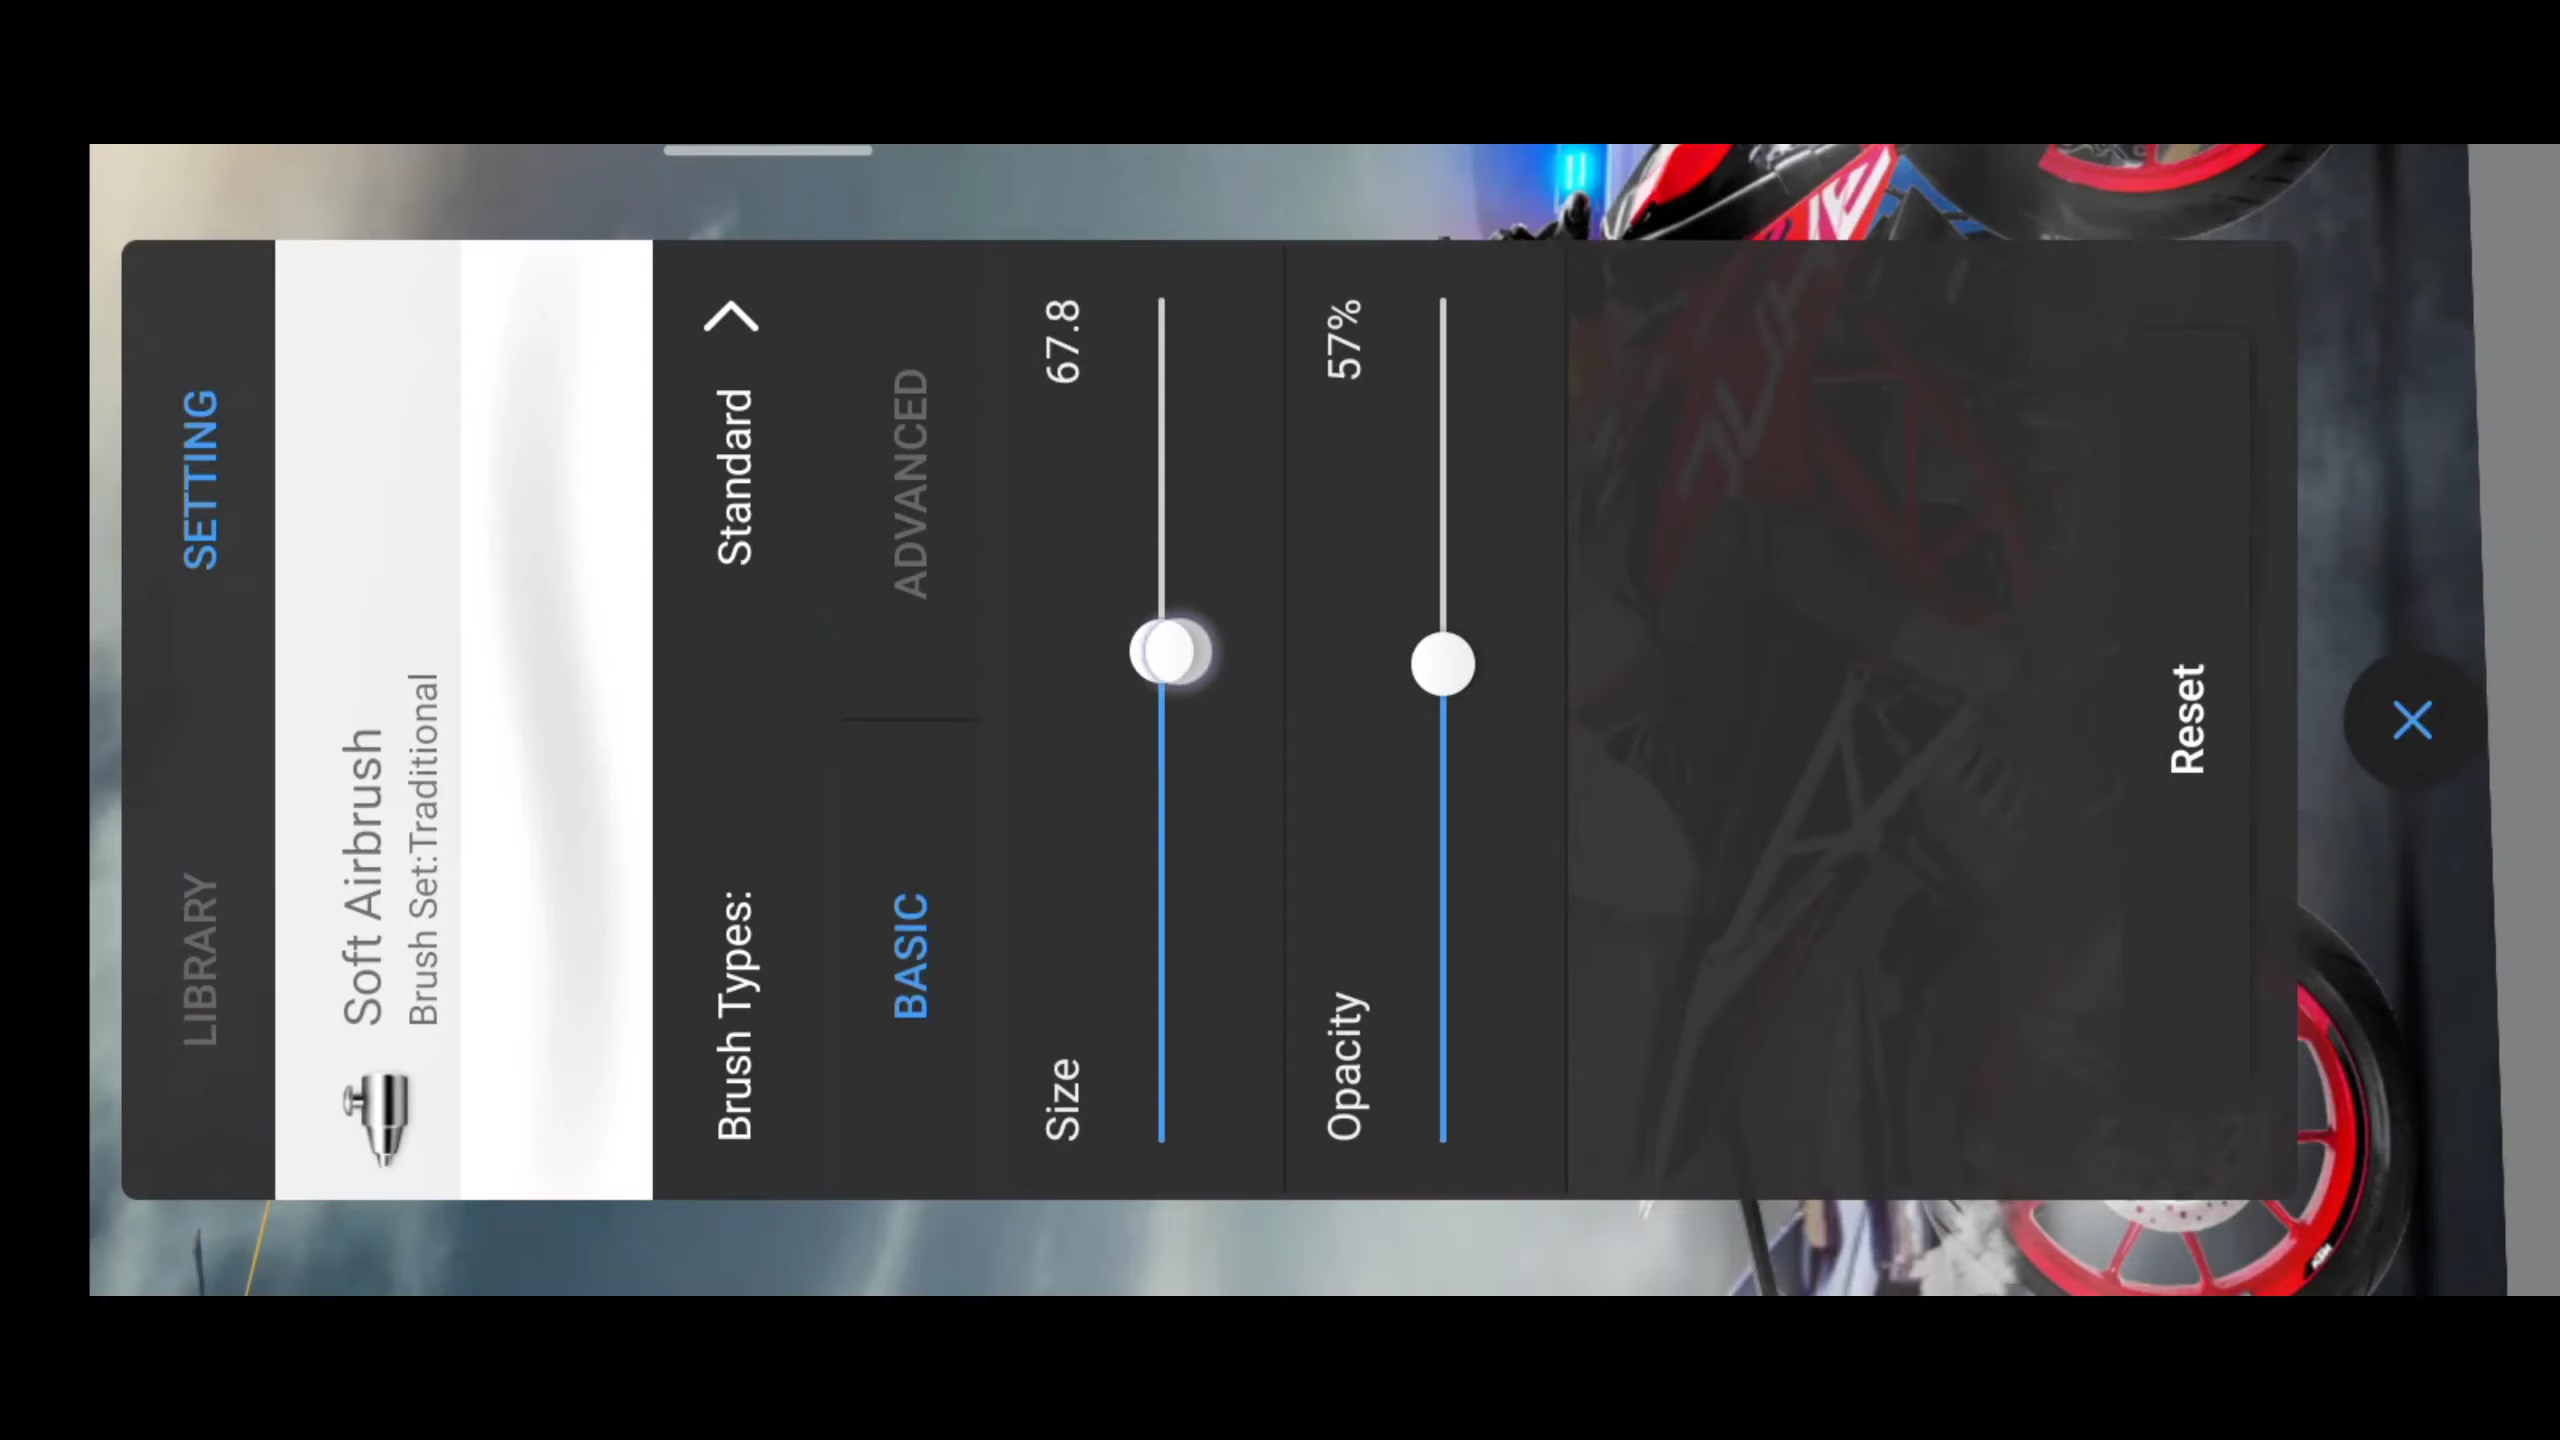 LIBRARY SETTING
Soft Airbrush
Brush Set:Traditional
Brush Types: Standard
BASIC ADVANCED
Size 67.8
Opacity 57%
Reset